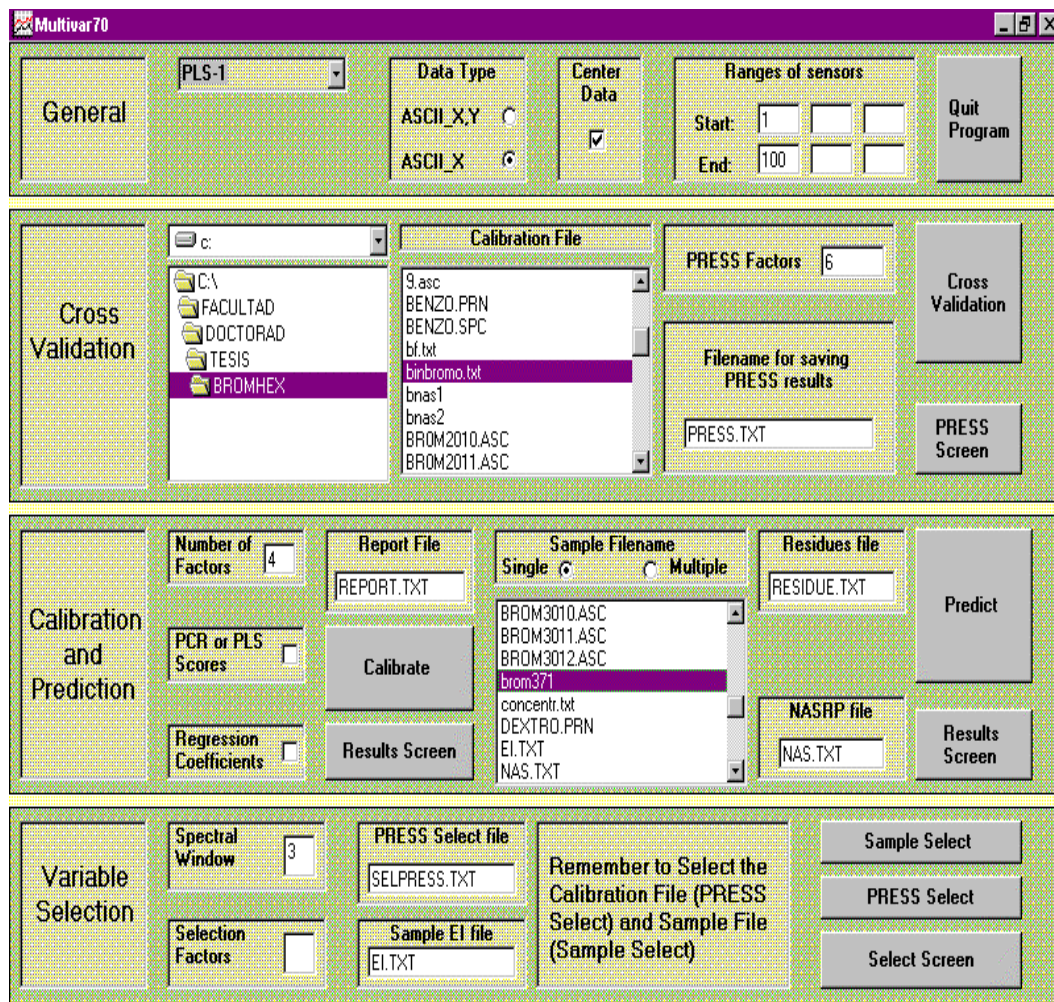 Multivar70
General
PLS-1
Data Type
ASCII_X,Y
ASCII_X
Center
Data
Ranges of sensors
Start: 1
End: 100
Quit
Program
Cross
Validation
c:
C:\
FACULTAD
DOCTORAD
TESIS
BROMHEX
Calibration File
9.asc
BENZO.PRN
BENZO.SPC
bf.txt
binbromo.txt
bnas1
bnas2
BROM2010.ASC
BROM2011.ASC
PRESS Factors 6
Filename for saving
PRESS results
PRESS.TXT
Cross
Validation
PRESS
Screen
Calibration
and
Prediction
Number of
Factors 4
PCR or PLS
Scores
Regression
Coefficients
Report File
REPORT.TXT
Calibrate
Results Screen
Sample Filename
Single Multiple
BROM3010.ASC
BROM3011.ASC
BROM3012.ASC
brom371
concentr.txt
DEXTRO.PRN
EI.TXT
NAS.TXT
Residues file
RESIDUE.TXT
NASRP file
NAS.TXT
Predict
Results
Screen
Variable
Selection
Spectral
Window 3
Selection
Factors
PRESS Select file
SELPRESS.TXT
Sample EI file
EI.TXT
Remember to Select the
Calibration File (PRESS
Select) and Sample File
(Sample Select)
Sample Select
PRESS Select
Select Screen